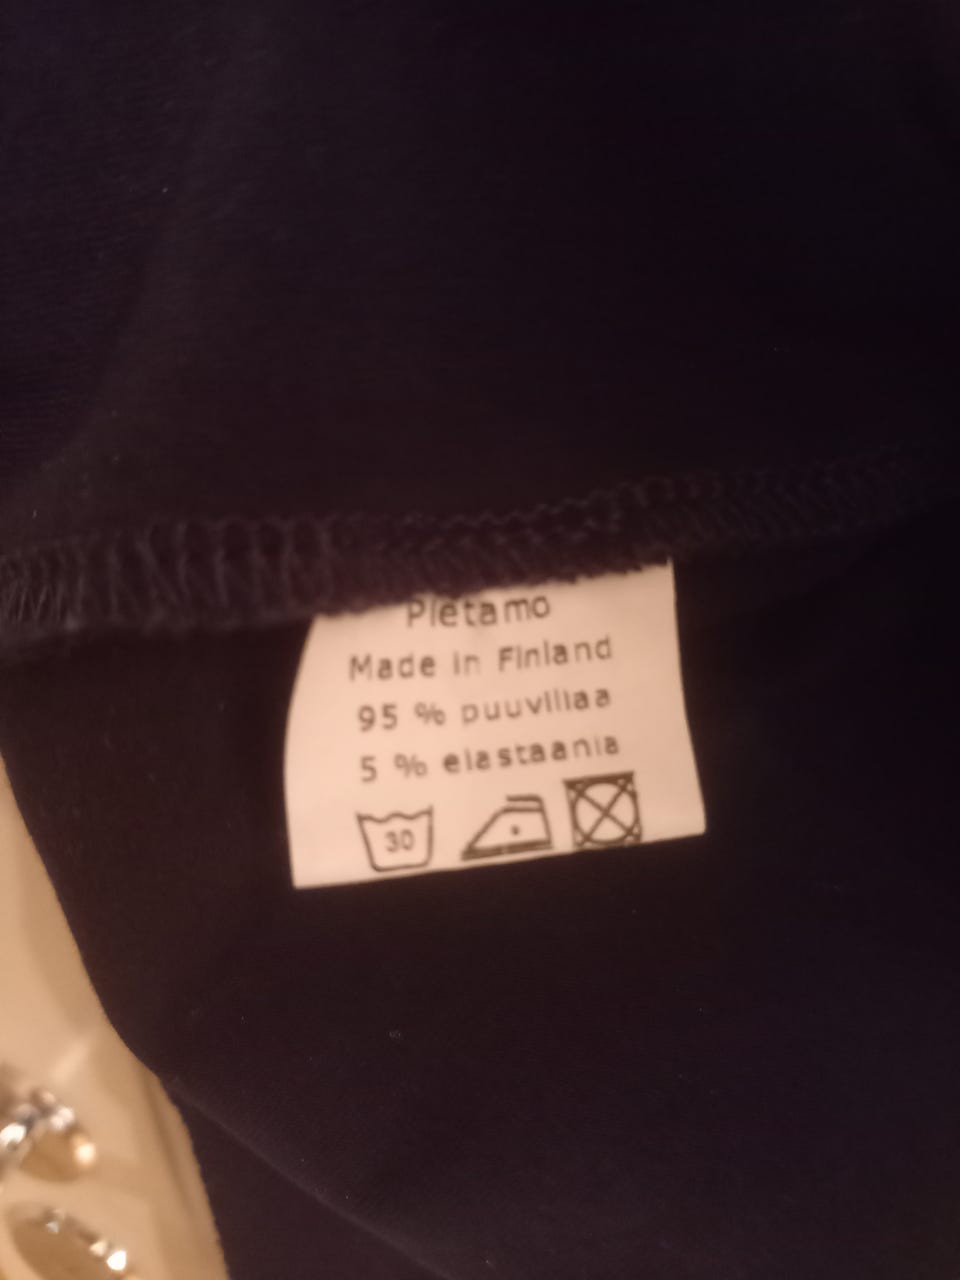 Pietamo
Made in Finland
95 % puuvillaa
5 % elastaania
30